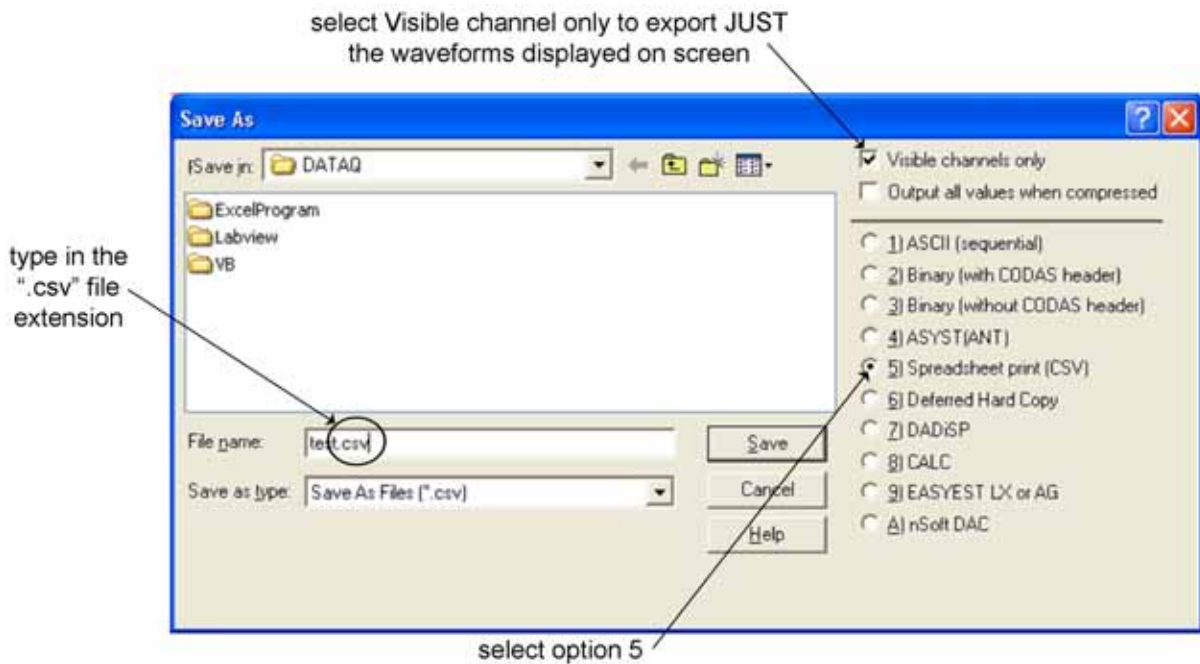 select Visible channel only to export JUST
the waveforms displayed on screen
Save As
Save in: DATAQ
ExcelProgram
Labview
VB
type in the
“.csv” file
extension
File name: test.csv
Save as type: Save As Files (*.csv)
Save
Cancel
Help
Visible channels only
Output all values when compressed
1) ASCII (sequential)
2) Binary (with CODAS header)
3) Binary (without CODAS header)
4) ASYST(ANT)
5) Spreadsheet print (CSV)
6) Deferred Hard Copy
7) DADiSP
8) CALC
9) EASYEST LX or AG
A) nSoft DAC
select option 5